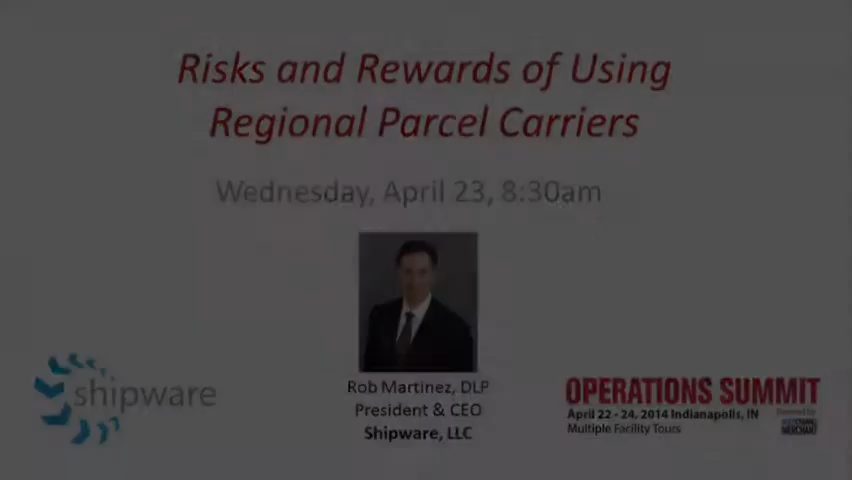 Risks and Rewards of Using
Regional Parcel Carriers
Wednesday, April 23, 8:30am
Rob Martinez, DLP
President & CEO
Shipware, LLC
shipware
OPERATIONS SUMMIT
April 22 - 24, 2014 Indianapolis, IN
Multiple Facility Tours
MERCHANT